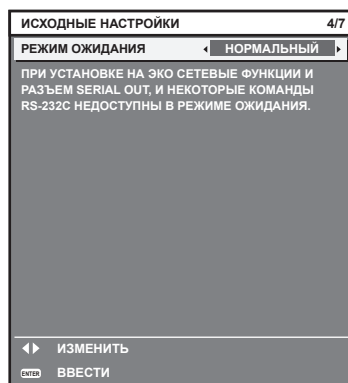 ИСХОДНЫЕ НАСТРОЙКИ 4/7
РЕЖИМ ОЖИДАНИЯ НОРМАЛЬНЫЙ
ПРИ УСТАНОВКЕ НА ЭКО СЕТЕВЫЕ ФУНКЦИИ И
РАЗЪЕМ SERIAL OUT, И НЕКОТОРЫЕ КОМАНДЫ
RS-232C НЕДОСТУПНЫ В РЕЖИМЕ ОЖИДАНИЯ.
ИЗМЕНИТЬ
ENTER ВВЕСТИ